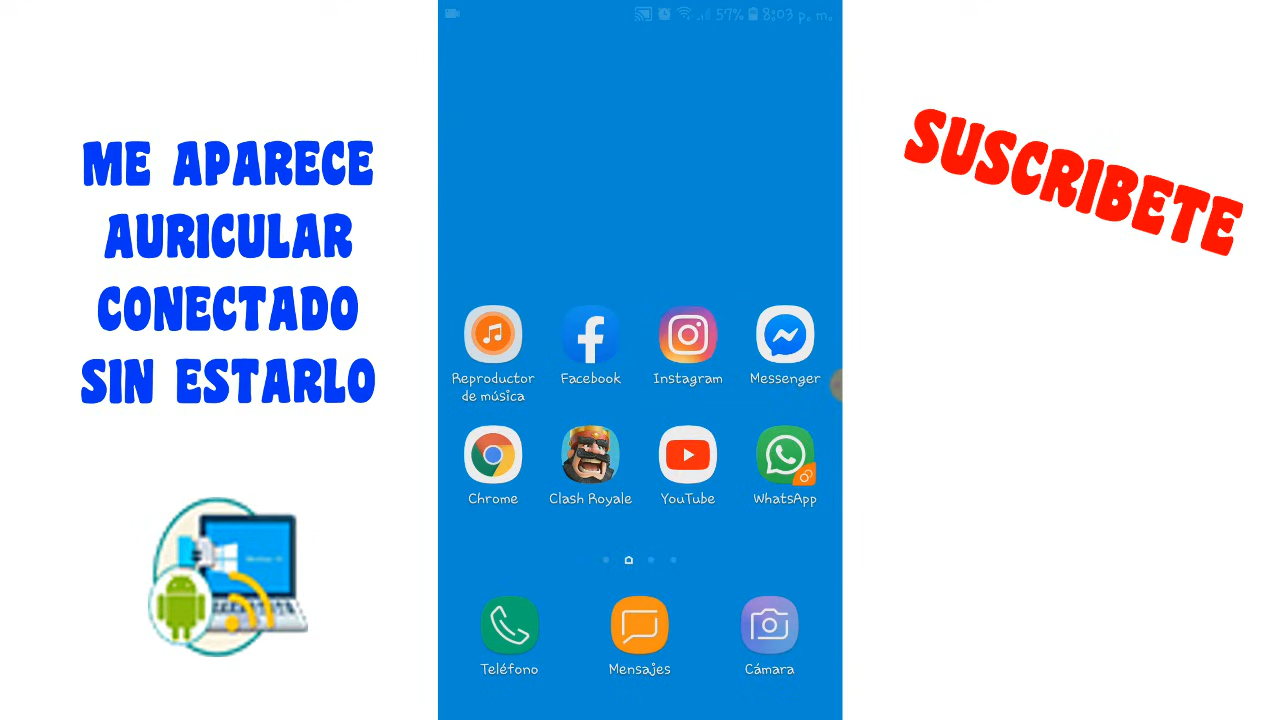 57% 8:03 p. m.
ME APARECE
AURICULAR
CONECTADO
SIN ESTARLO
SUSCRIBETE
Reproductor
de música
Facebook
Instagram
Messenger
Chrome
Clash Royale
YouTube
WhatsApp
Teléfono
Mensajes
Cámara